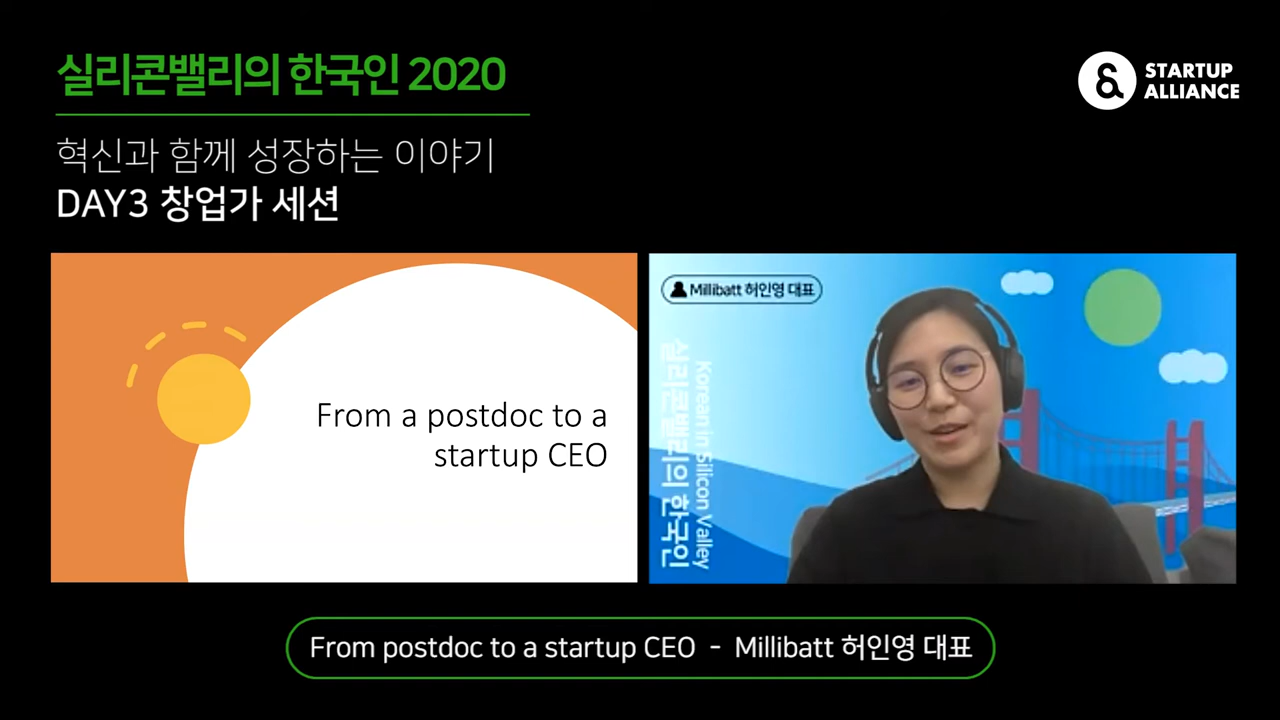 실리콘밸리의 한국인 2020
& STARTUP
ALLIANCE
혁신과 함께 성장하는 이야기
DAY3 창업가 세션
From a postdoc to a
startup CEO
Millibatt 허인영 대표
Korean in Silicon Valley
실리콘밸리의 한국인
From postdoc to a startup CEO - Millibatt 허인영 대표